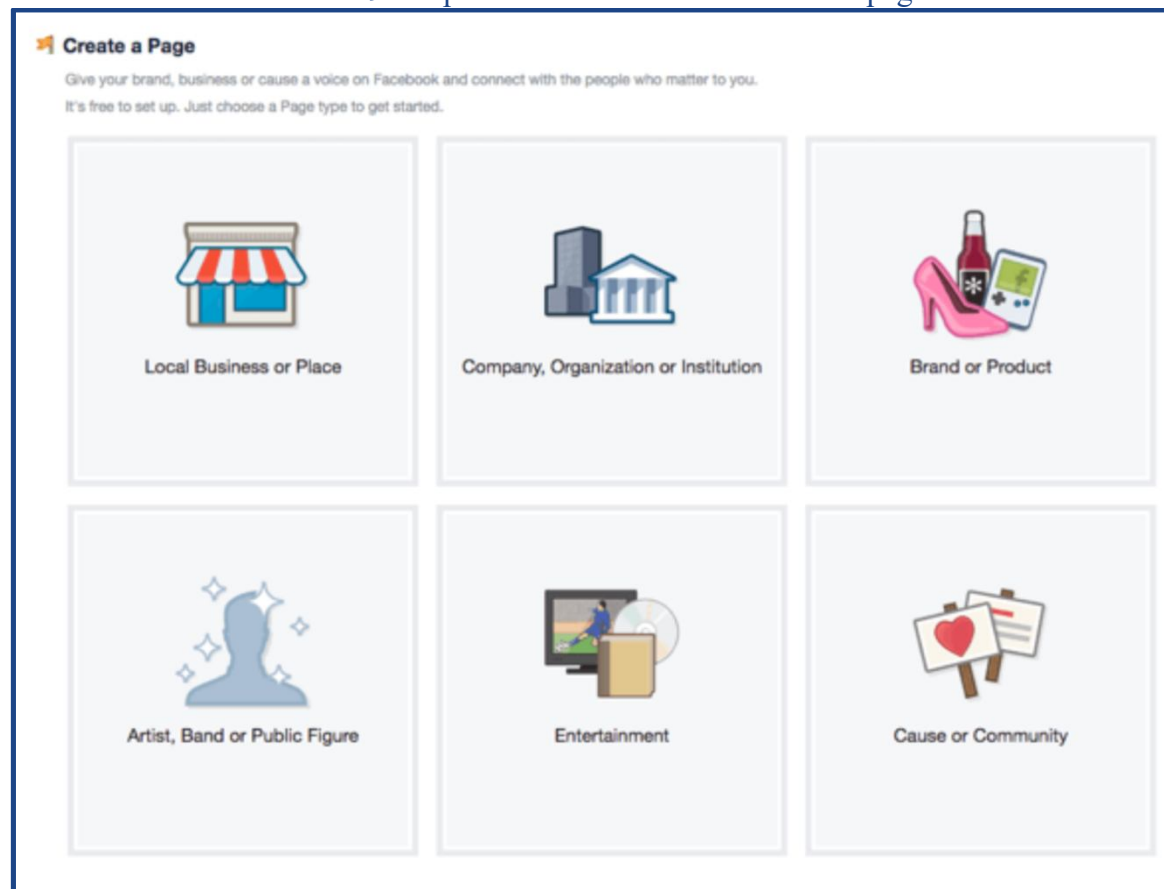 Create a Page
Give your brand, business or cause a voice on Facebook and connect with the people who matter to you.
It's free to set up. Just choose a Page type to get started.
Local Business or Place
Company, Organization or Institution
Brand or Product
Artist, Band or Public Figure
Entertainment
Cause or Community